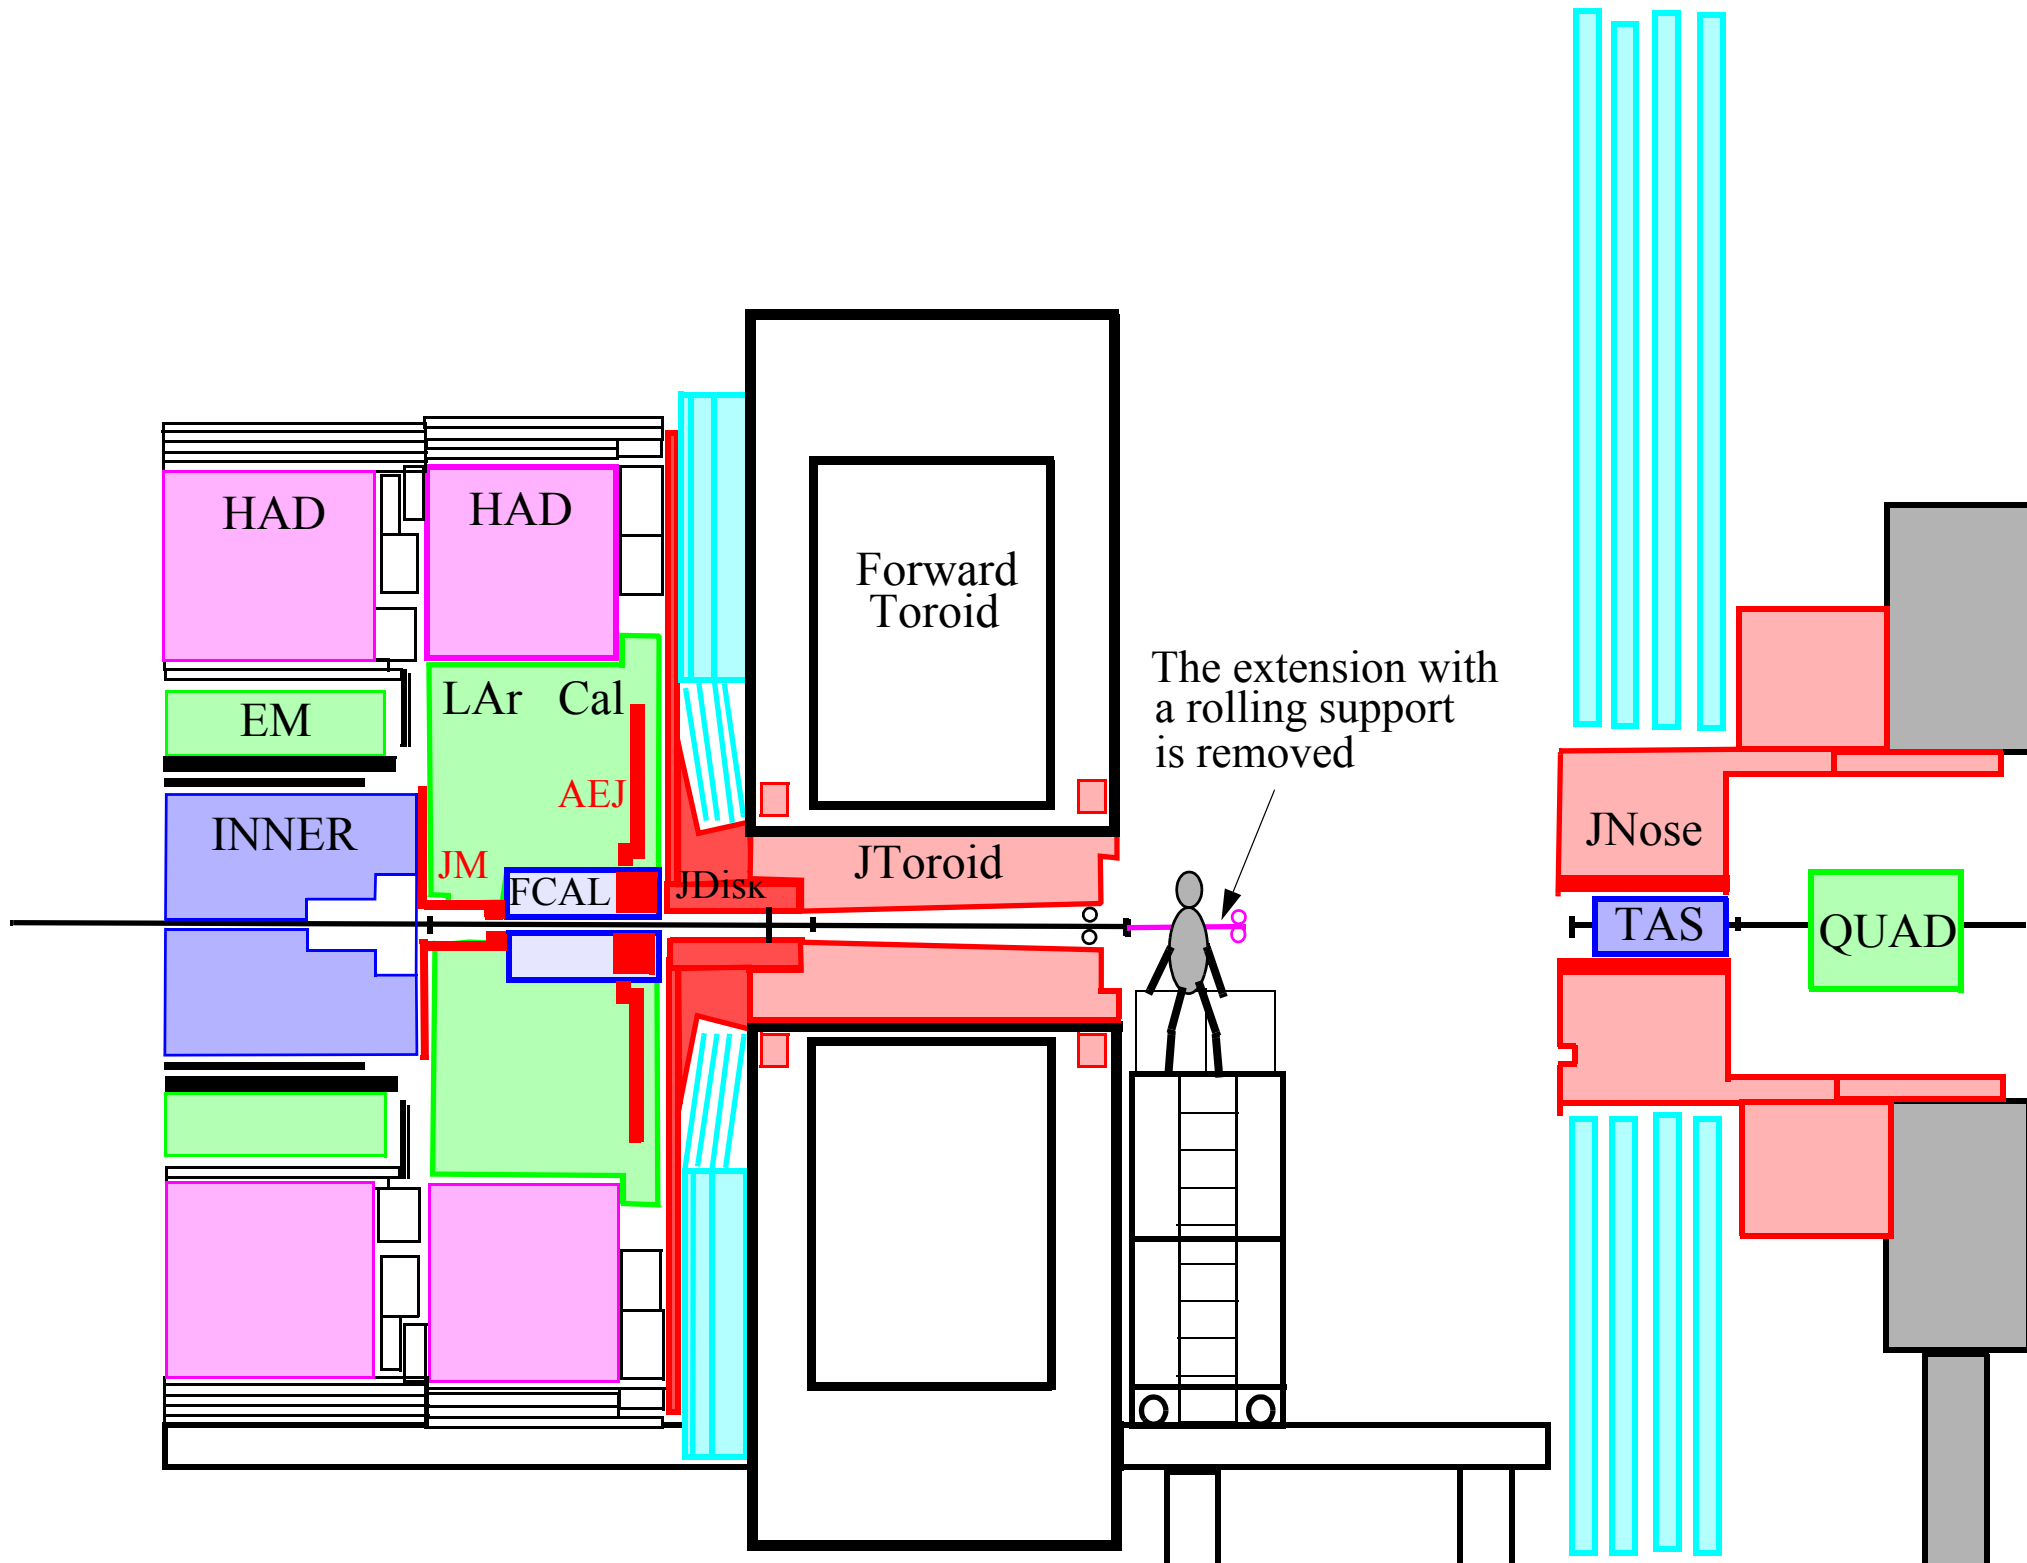 HAD
HAD
Forward
Toroid
The extension with
a rolling support
is removed
LAr Cal
EM
AEJ
INNER
JM
FCAL
JDisk
JToroid
JNose
TAS
QUAD